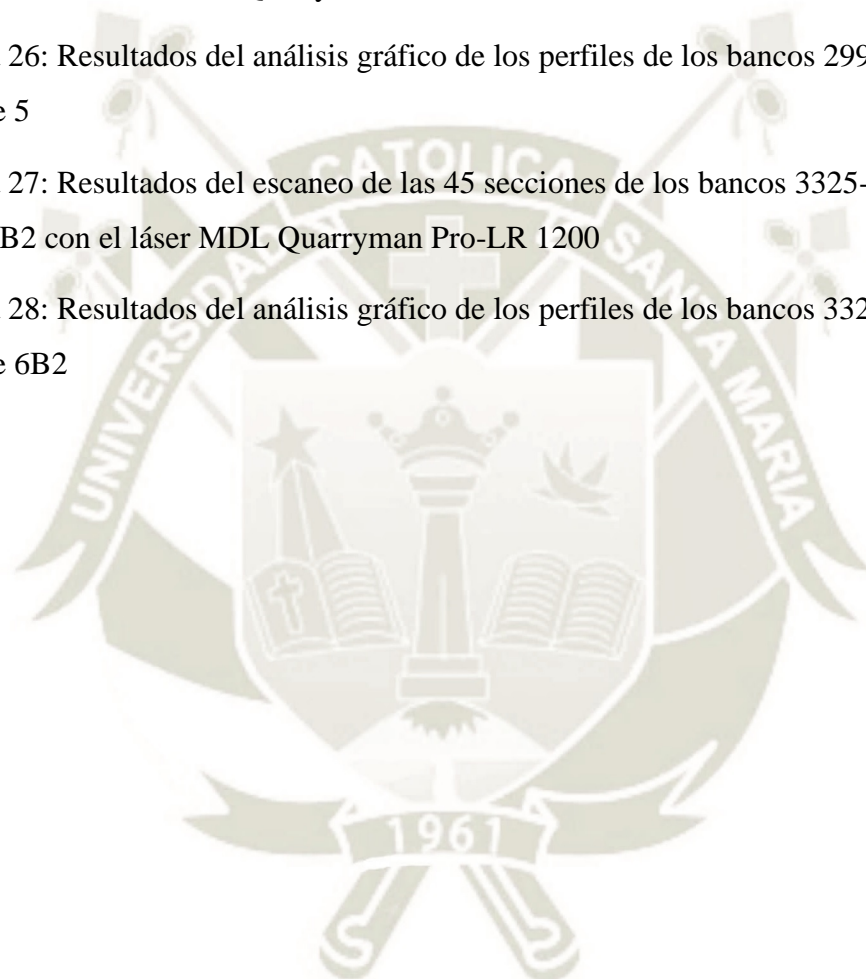 26: Resultados del análisis gráfico de los perfiles de los bancos 299
e 5
27: Resultados del escaneo de las 45 secciones de los bancos 3325-
B2 con el láser MDL Quarryman Pro-LR 1200
28: Resultados del análisis gráfico de los perfiles de los bancos 332
e 6B2
UNIVERSIDAD CATOLICA SANTA MARIA
1961